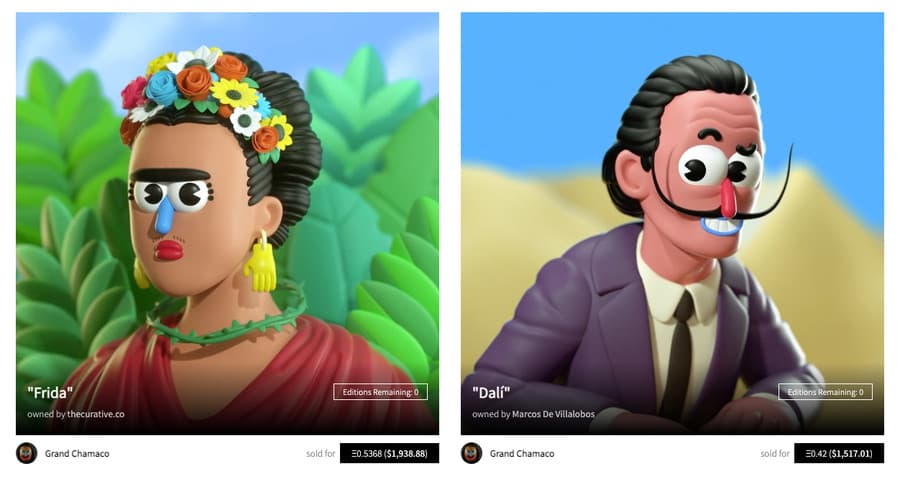 "Frida"
Editions Remaining: 0
owned by thecurative.co
Grand Chamaco
sold for
Ξ0.5368 ($1,938.88)
"Dalí"
Editions Remaining: 0
owned by Marcos De Villalobos
Grand Chamaco
sold for
Ξ0.42 ($1,517.01)